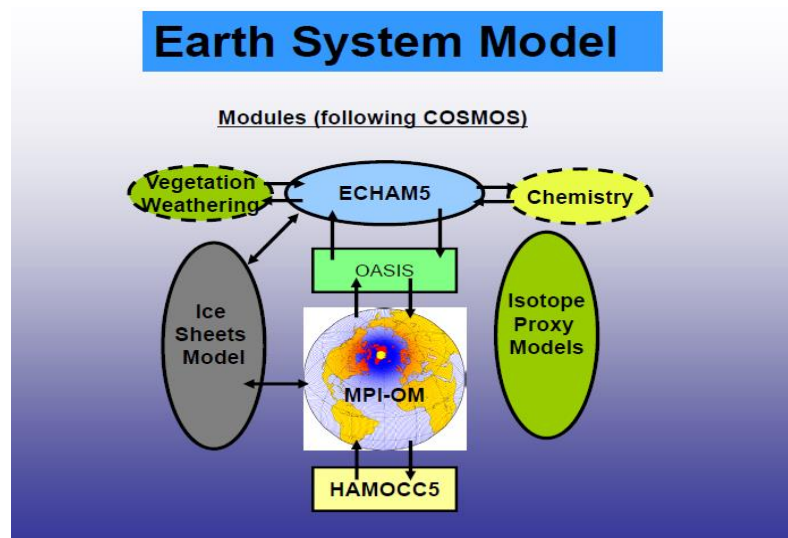 Earth System Model
Modules (following COSMOS)
Vegetation
Weathering
ECHAM5
Chemistry
OASIS
Ice
Sheets
Model
Isotope
Proxy
Models
MPI-OM
HAMOCC5